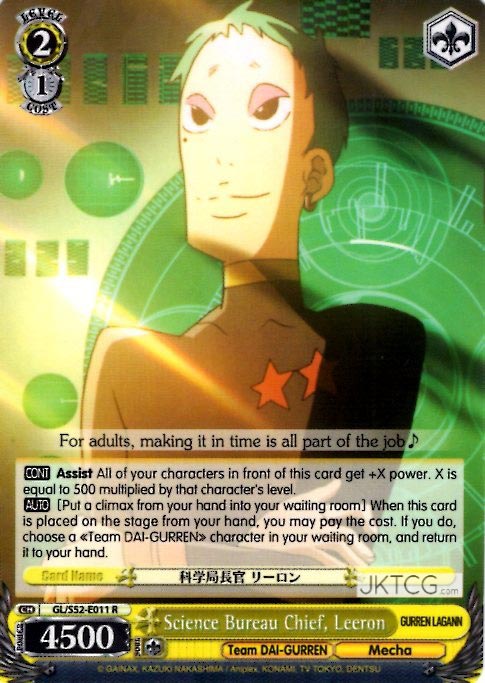 LEVEL
2
1
COST
For adults, making it in time is all part of the job♪
CONT Assist All of your characters in front of this card get +X power. X is
equal to 500 multiplied by that character's level.
AUTO [Put a climax from your hand into your waiting room] When this card
is placed on the stage from your hand, you may pay the cost. If you do,
choose a «Team DAI-GURREN» character in your waiting room, and return
it to your hand.
Card Name 科学局長官 リーロン
JKTCG.com
CH GL/S52-E011 R
Science Bureau Chief, Leeron GURREN LAGANN
POWER 4500 SOUL
Team DAI-GURREN Mecha
© GAINAX, KAZUKI NAKASHIMA / Aniplex, KONAMI, TV TOKYO, DENTSU